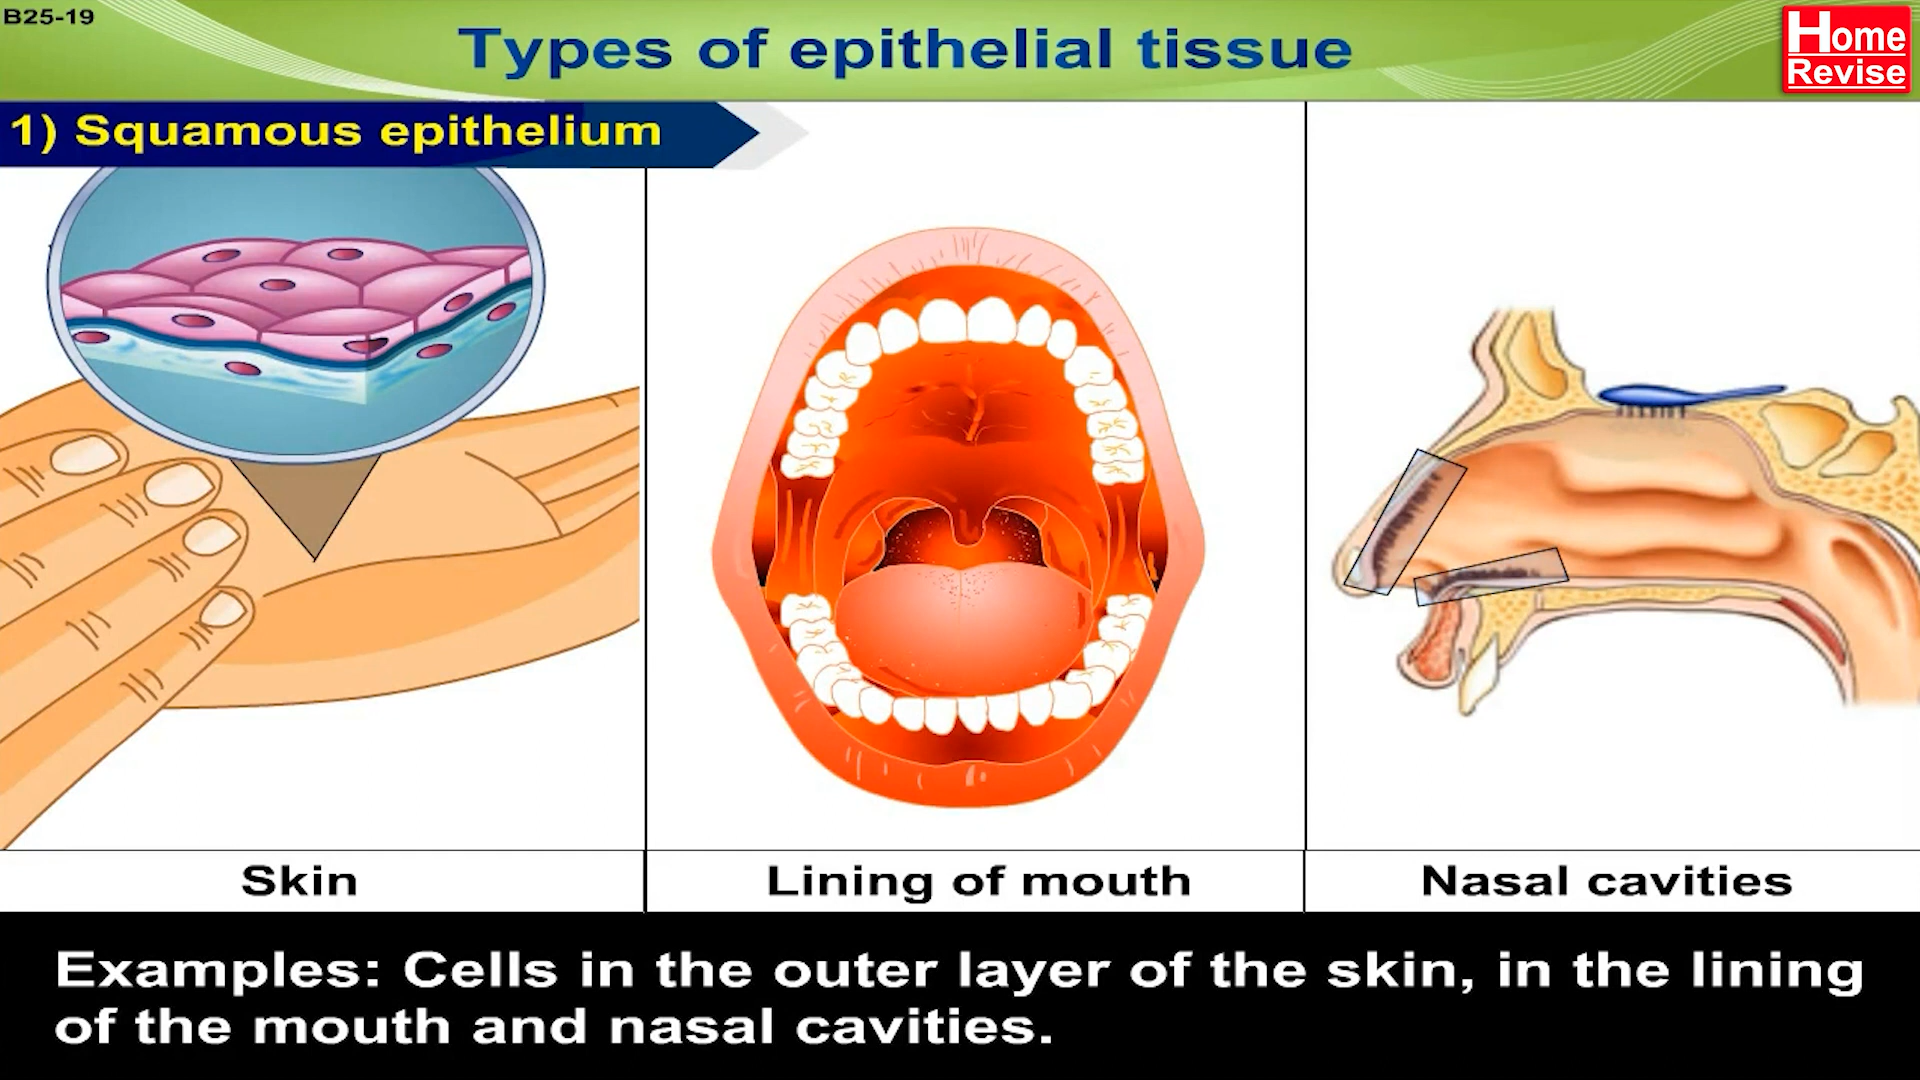 B25-19
Types of epithelial tissue
Home
Revise
1) Squamous epithelium
Skin
Lining of mouth
Nasal cavities
Examples: Cells in the outer layer of the skin, in the lining
of the mouth and nasal cavities.